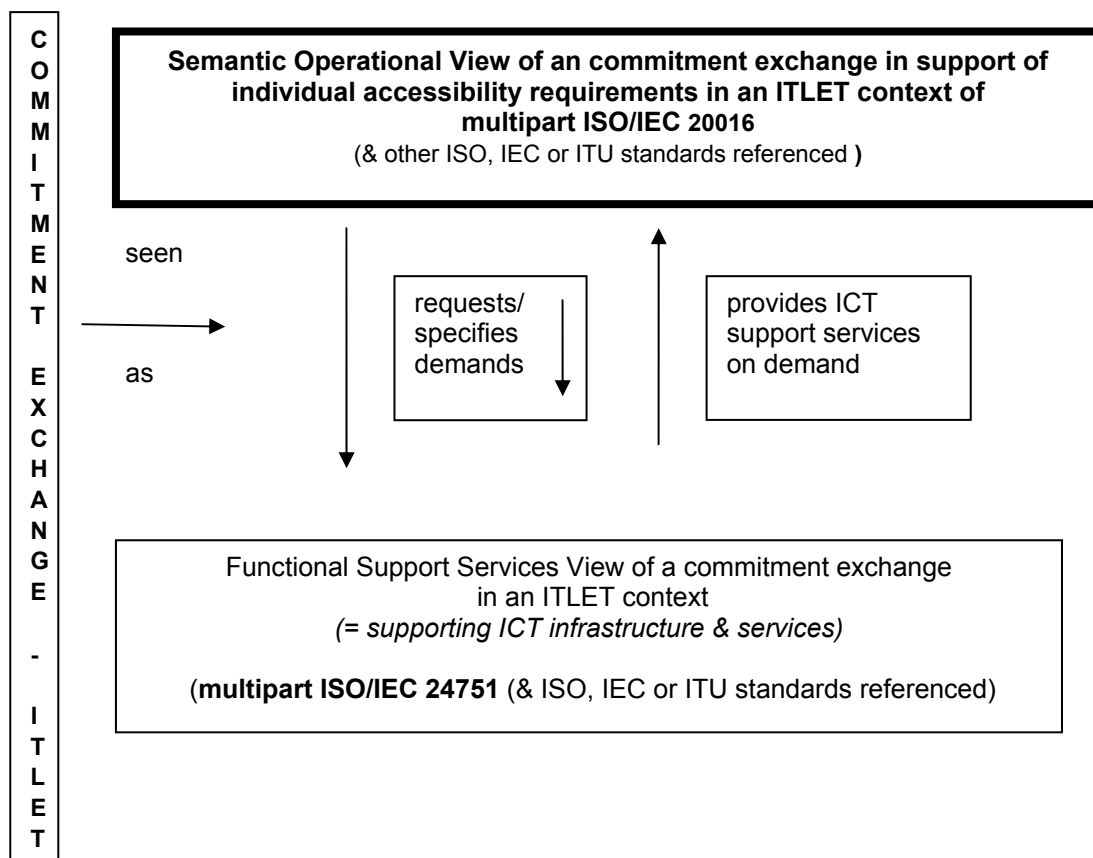 COMMITMENT EXCHANGE - ITLET
Semantic Operational View of an commitment exchange in support of
individual accessibility requirements in an ITLET context of
multipart ISO/IEC 20016
(& other ISO, IEC or ITU standards referenced )
seen
as
requests/
specifies
demands
provides ICT
support services
on demand
Functional Support Services View of a commitment exchange
in an ITLET context
(= supporting ICT infrastructure & services)
(multipart ISO/IEC 24751 (& ISO, IEC or ITU standards referenced)